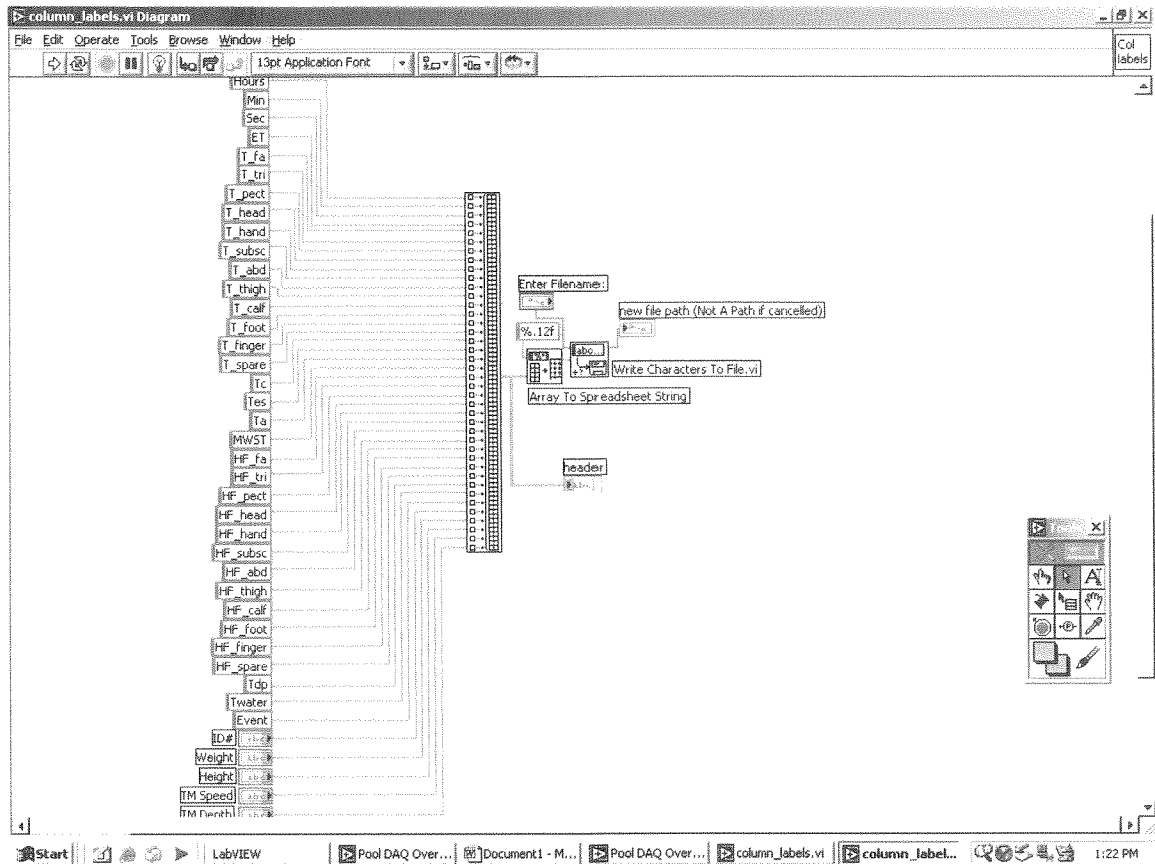 column_labels.vi Diagram
File Edit Operate Tools Browse Window Help
13pt Application Font
Col
labels
Hours
Min
Sec
ET
T_fa
T_tri
T_pect
T_head
T_hand
T_subsc
T_abd
T_thigh
T_calf
T_foot
T_finger
T_spare
Tc
Tes
Ta
MWST
HF_fa
HF_tri
HF_pect
HF_head
HF_hand
HF_subsc
HF_abd
HF_thigh
HF_calf
HF_foot
HF_finger
HF_spare
Tdp
Twater
Event
ID#
Weight
Height
TM Speed
TM Depth
Enter Filename:
%.12f
new file path (Not A Path if cancelled)
abc...
Write Characters To File.vi
Array To Spreadsheet String
header
Start LabVIEW Pool DAQ Over... Document1 - M... Pool DAQ Over... column_labels.vi column_label... 1:22 PM